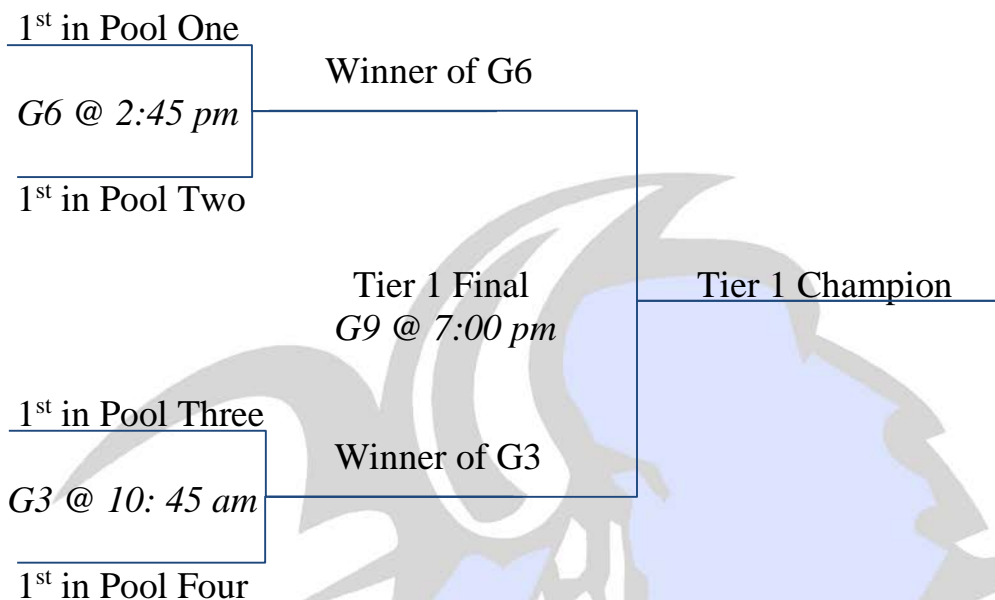 1st in Pool One
Winner of G6
G6 @ 2:45 pm
1st in Pool Two
Tier 1 Final
Tier 1 Champion
G9 @ 7:00 pm
1st in Pool Three
Winner of G3
G3 @ 10: 45 am
1st in Pool Four